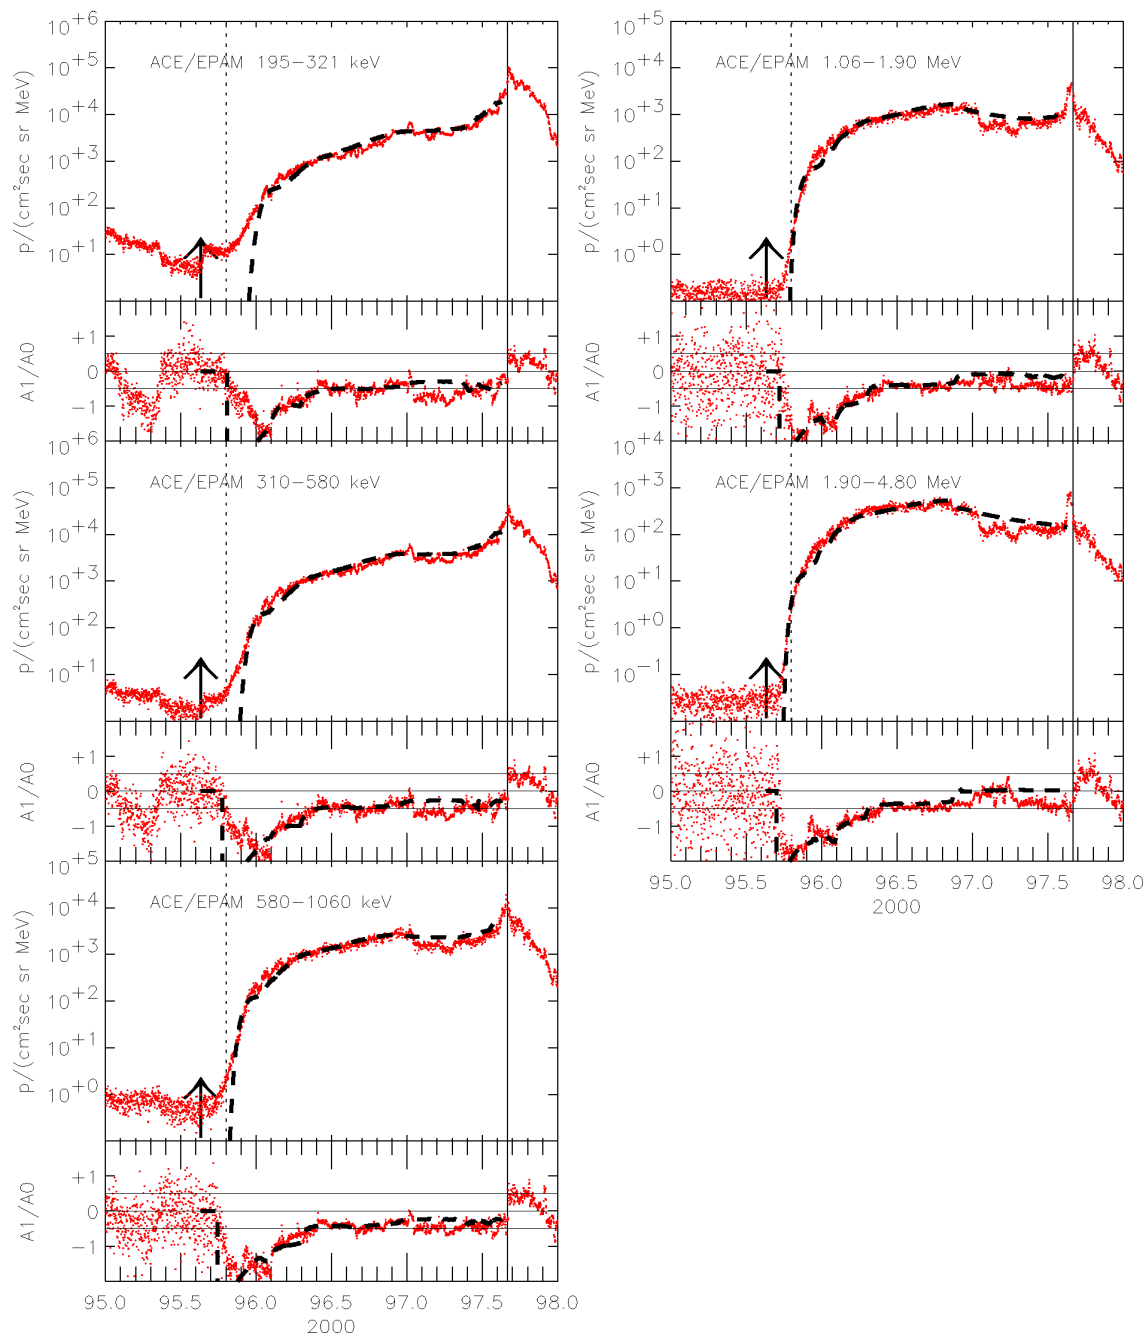 10+6
ACE/EPAM 195−321 keV
10+5
10+4
10+3
10+2
10+1
p/(cm²sec sr MeV)
+1
0
−1
A1/A0
10+6
ACE/EPAM 310−580 keV
10+5
10+4
10+3
10+2
10+1
p/(cm²sec sr MeV)
+1
0
−1
A1/A0
10+5
ACE/EPAM 580−1060 keV
10+4
10+3
10+2
10+1
10+0
p/(cm²sec sr MeV)
+1
0
−1
A1/A0
95.0 95.5 96.0 96.5 97.0 97.5 98.0
2000
10+5
ACE/EPAM 1.06−1.90 MeV
10+4
10+3
10+2
10+1
10+0
p/(cm²sec sr MeV)
+1
0
−1
A1/A0
10+4
ACE/EPAM 1.90−4.80 MeV
10+3
10+2
10+1
10+0
10−1
p/(cm²sec sr MeV)
+1
0
−1
A1/A0
95.0 95.5 96.0 96.5 97.0 97.5 98.0
2000